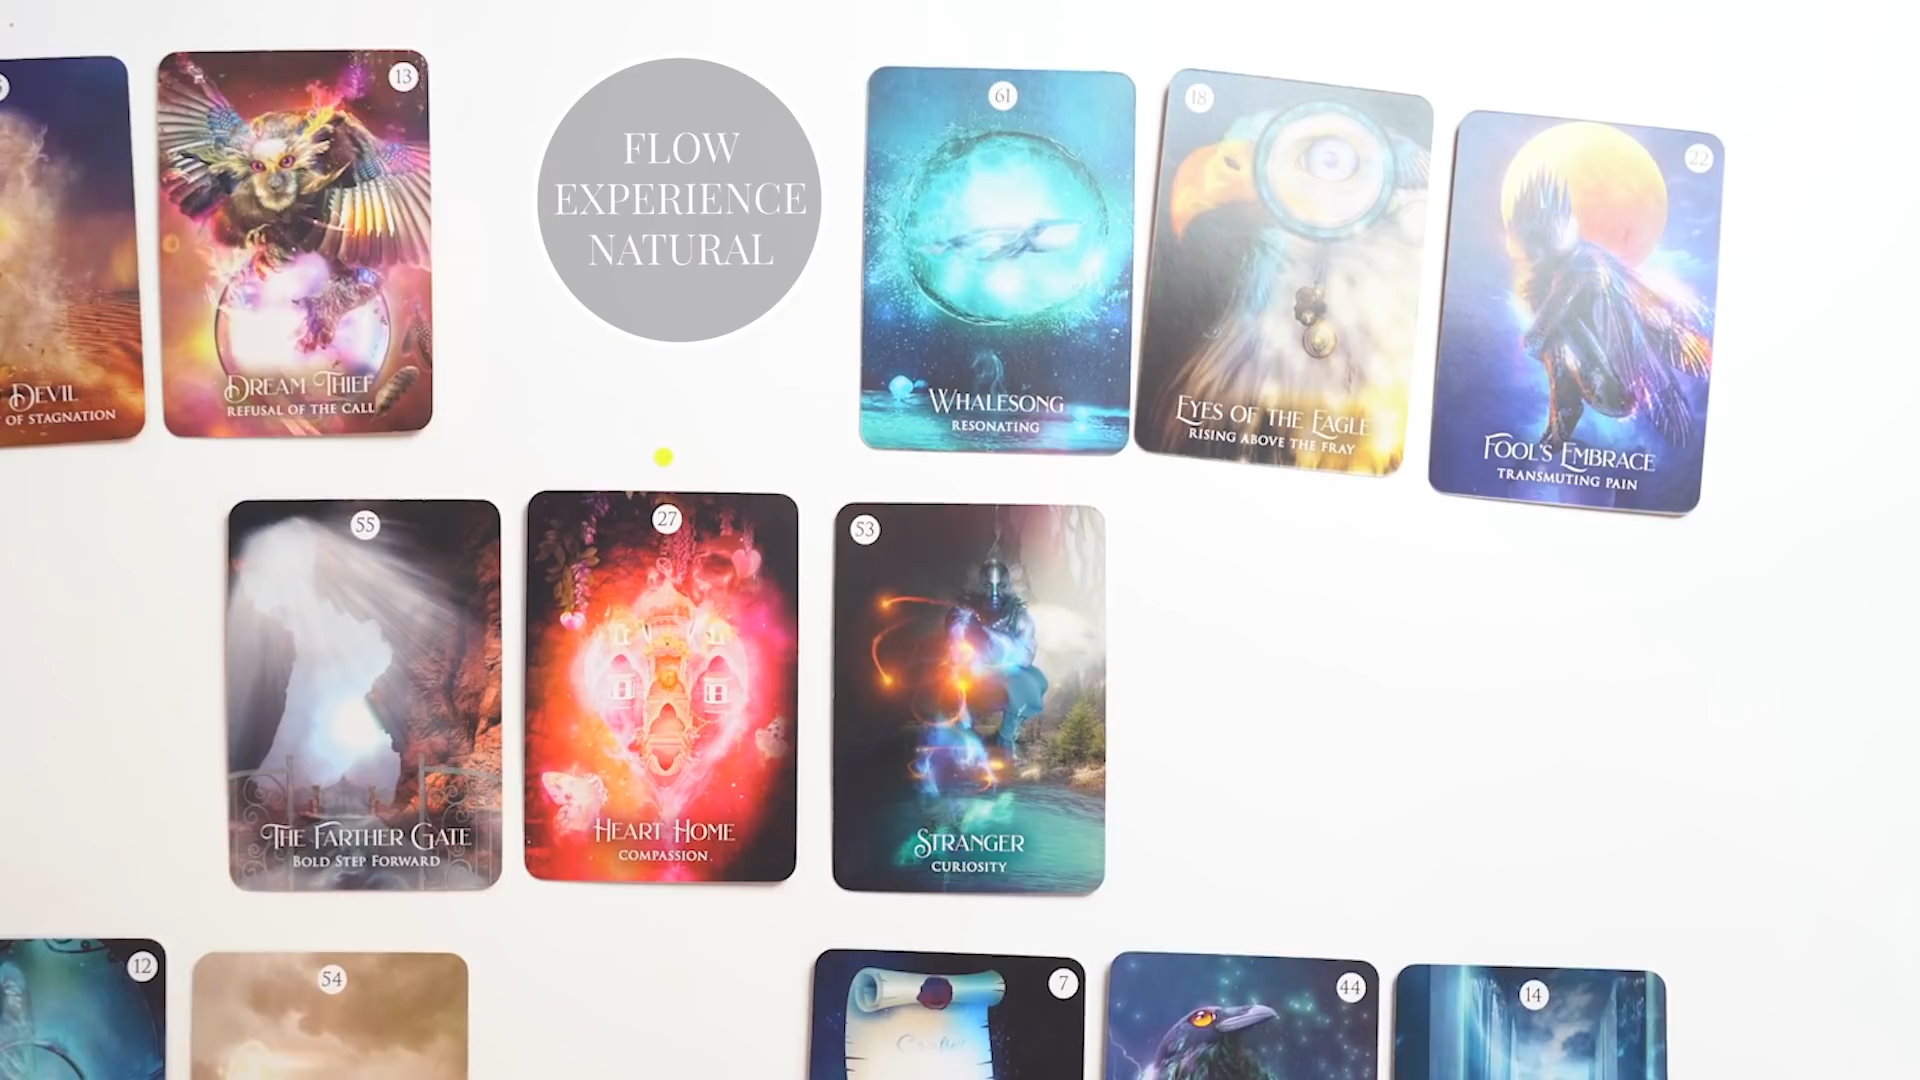 13
DREAM THIEF
REFUSAL OF THE CALL
DEVIL
OF STAGNATION
FLOW
EXPERIENCE
NATURAL
61
WHALESONG
RESONATING
18
EYES OF THE EAGLE
RISING ABOVE THE FRAY
22
FOOL'S EMBRACE
TRANSMUTING PAIN
55
THE FARTHER GATE
BOLD STEP FORWARD
27
HEART HOME
COMPASSION
53
STRANGER
CURIOSITY
12
54
7
44
14